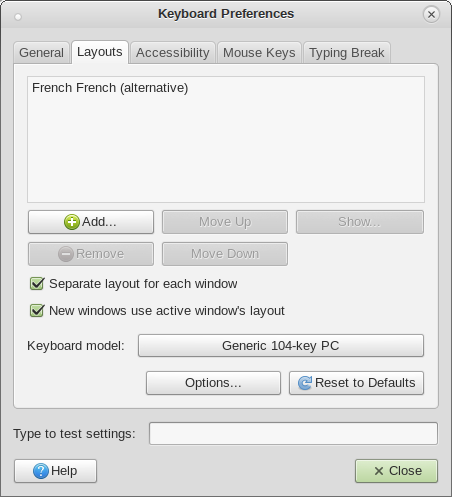 Keyboard Preferences
General Layouts Accessibility Mouse Keys Typing Break
French French (alternative)
Add... Move Up Show...
Remove Move Down
Separate layout for each window
New windows use active window's layout
Keyboard model: Generic 104-key PC
Options... Reset to Defaults
Type to test settings:
Help Close